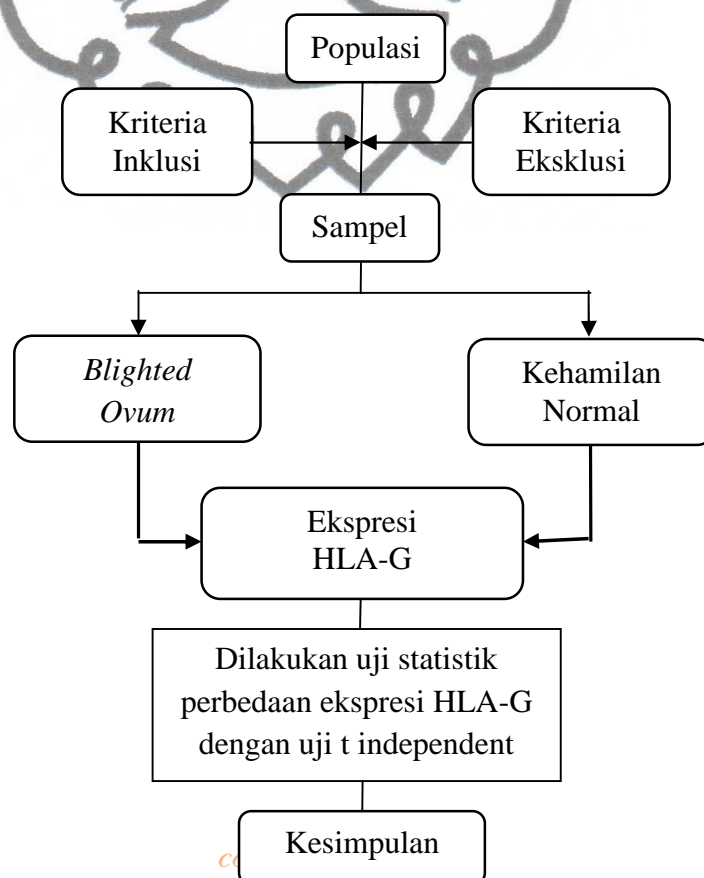 Populasi
Kriteria
Inklusi
Kriteria
Eksklusi
Sampel
Blighted
Ovum
Kehamilan
Normal
Ekspresi
HLA-G
Dilakukan uji statistik
perbedaan ekspresi HLA-G
dengan uji t independent
Kesimpulan